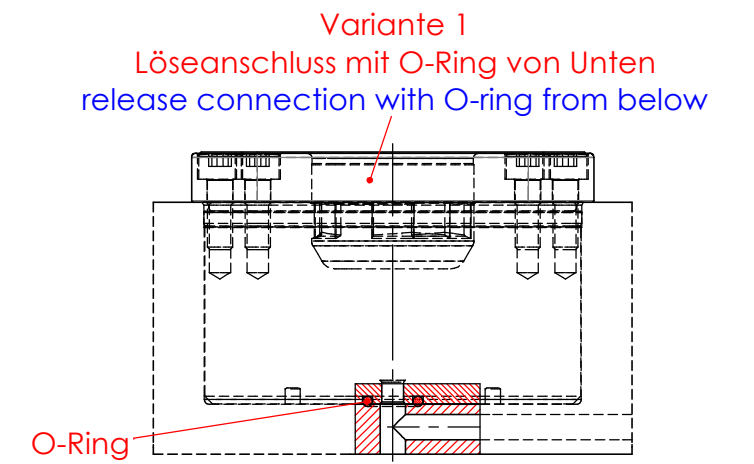 Variante 1
Löseanschluss mit O-Ring von Unten
release connection with O-ring from below
O-Ring